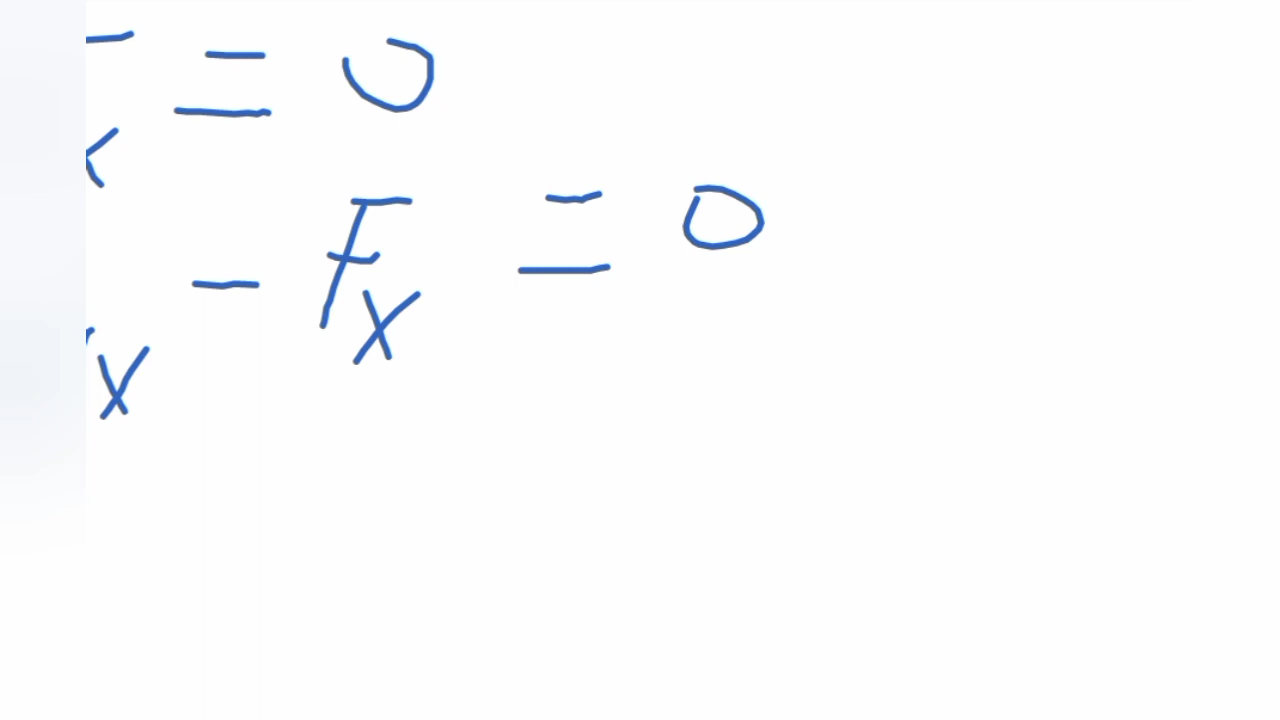 = 0
x - Fx = 0